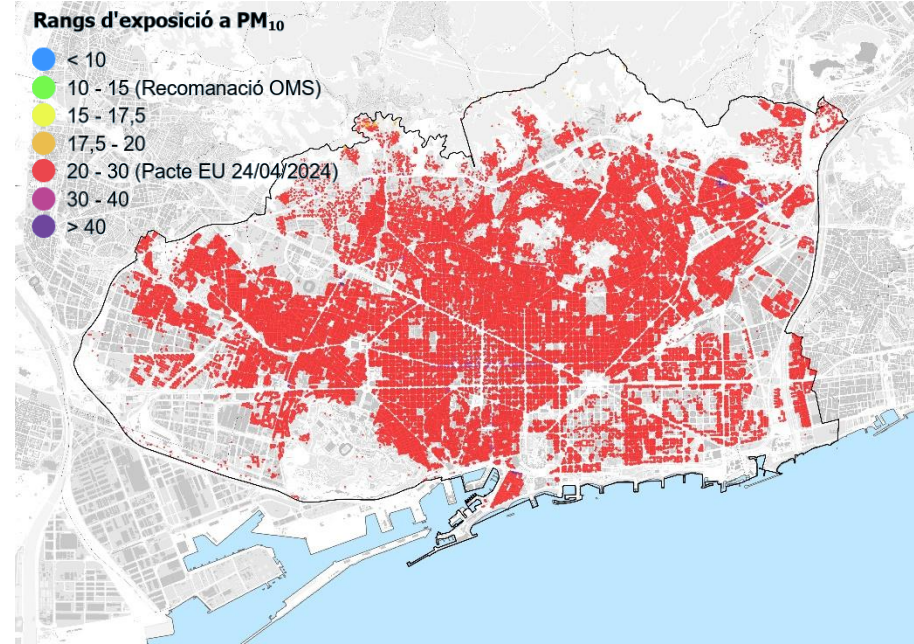 Rangs d'exposició a PM₁₀
< 10
10 - 15 (Recomanació OMS)
15 - 17,5
17,5 - 20
20 - 30 (Pacte EU 24/04/2024)
30 - 40
> 40